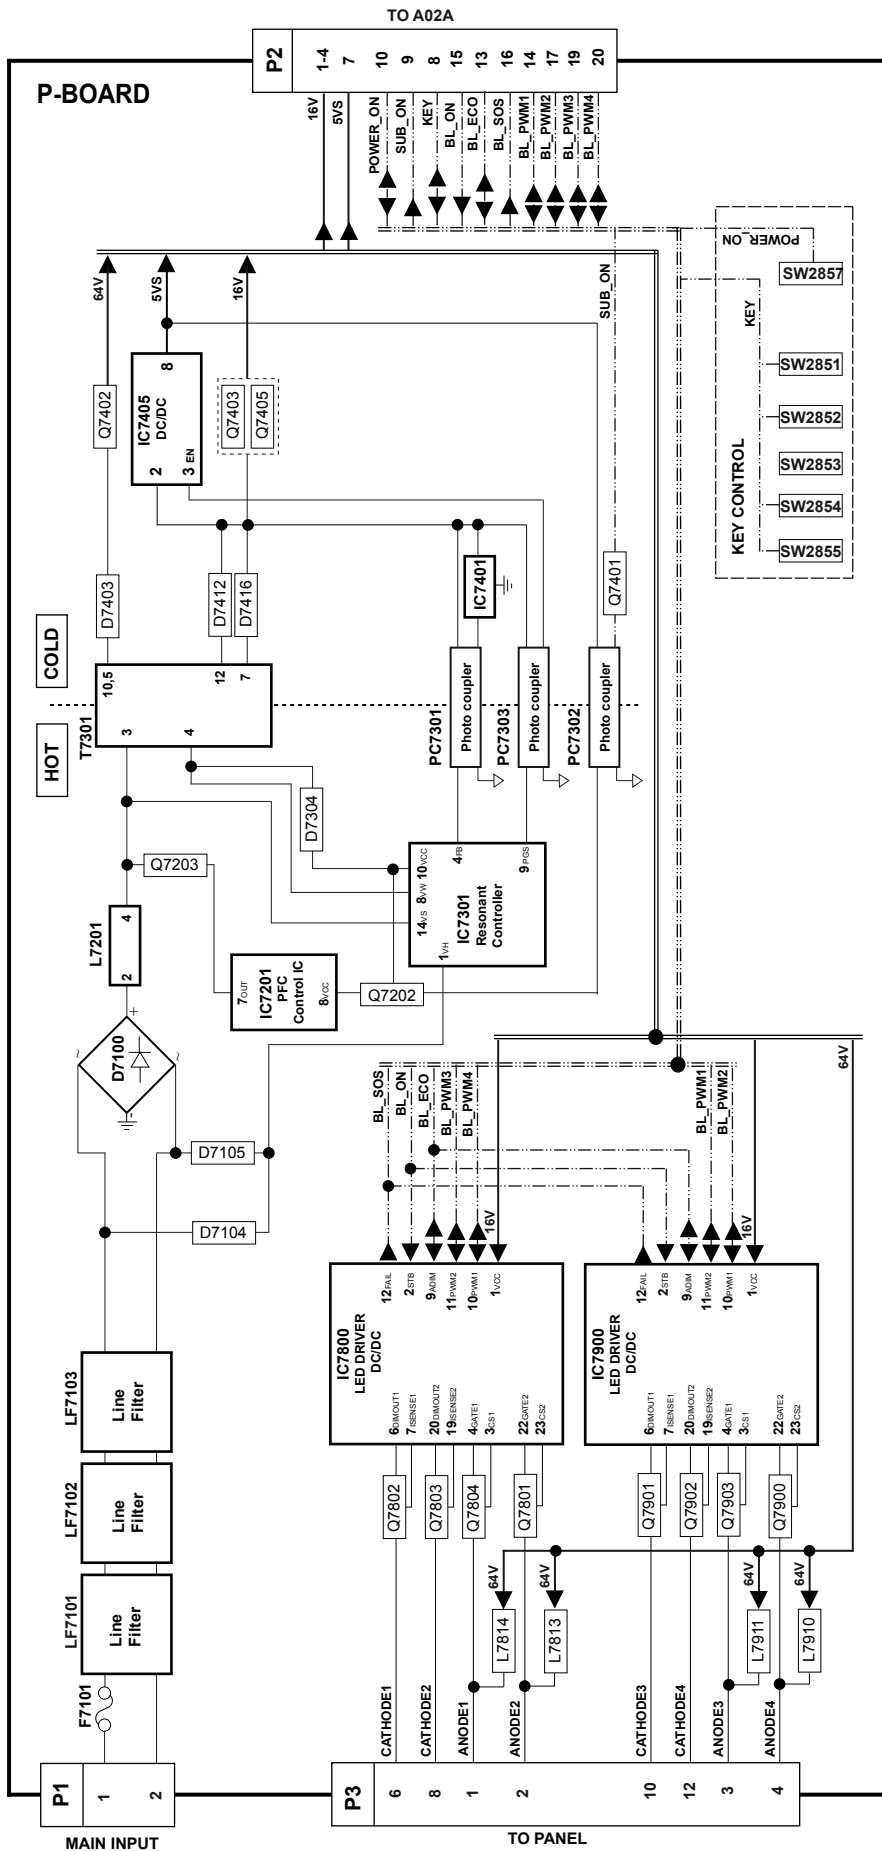 TO A02A
P2
1-4
7
10
9
8
15
13
16
14
17
19
20
P-BOARD
16V
5VS
POWER_ON
SUB_ON
KEY
BL_ON
BL_ECO
BL_SOS
BL_PWM1
BL_PWM2
BL_PWM3
BL_PWM4
64V
5VS
16V
SUB_ON
POWER_ON
SW2857
KEY
SW2851
SW2852
SW2853
SW2854
SW2855
KEY CONTROL
Q7402
8
IC7405
DC/DC
2
3 EN
Q7403
Q7405
D7403
D7412
D7416
IC7401
Q7401
COLD
HOT
T7301
10,5
12
7
3
4
PC7301
Photo coupler
PC7303
Photo coupler
PC7302
Photo coupler
D7304
Q7203
L7201
4
2
14VS
8VW
10VCC
4FB
9 PGS
IC7301
Resonant
Controller
1VH
7OUT
IC7201
PFC
Control IC
8VCC
Q7202
~
+
D7100
~
-
D7105
D7104
BL_SOS
BL_ON
BL_ECO
BL_PWM3
BL_PWM4
16V
BL_PWM1
BL_PWM2
16V
64V
12FAIL
2STB
9ADIM
11PWM2
10PWM1
1VCC
IC7800
LED DRIVER
DC/DC
6DIMOUT1
7ISENSE1
20DIMOUT2
19ISENSE2
4GATE1
3CS1
22GATE2
23CS2
12FAIL
2STB
9ADIM
11PWM2
10PWM1
1VCC
IC7900
LED DRIVER
DC/DC
6DIMOUT1
7ISENSE1
20DIMOUT2
19ISENSE2
4GATE1
3CS1
22GATE2
23CS2
LF7103
Line
Filter
LF7102
Line
Filter
LF7101
Line
Filter
F7101
Q7802
Q7803
Q7804
Q7801
Q7901
Q7902
Q7903
Q7900
64V
64V
64V
64V
L7814
L7813
L7911
L7910
CATHODE1
CATHODE2
ANODE1
ANODE2
CATHODE3
CATHODE4
ANODE3
ANODE4
P1
1
2
MAIN INPUT
P3
6
8
1
2
10
12
3
4
TO PANEL